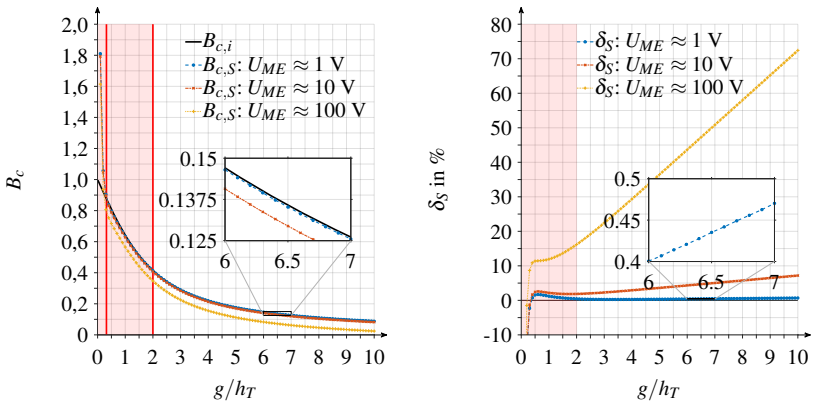 2,0
1,8
1,6
1,4
1,2
1,0
0,8
0,6
0,4
0,2
0
B_c
B_{c,i}
B_{c,S}: U_{ME} ≈ 1 V
B_{c,S}: U_{ME} ≈ 10 V
B_{c,S}: U_{ME} ≈ 100 V
0.15
0.1375
0.125
6 6.5 7
0 1 2 3 4 5 6 7 8 9 10
g/h_T
80
70
60
50
40
30
20
10
0
-10
δ_S in %
δ_S: U_{ME} ≈ 1 V
δ_S: U_{ME} ≈ 10 V
δ_S: U_{ME} ≈ 100 V
0.5
0.45
0.4
6 6.5 7
0 1 2 3 4 5 6 7 8 9 10
g/h_T